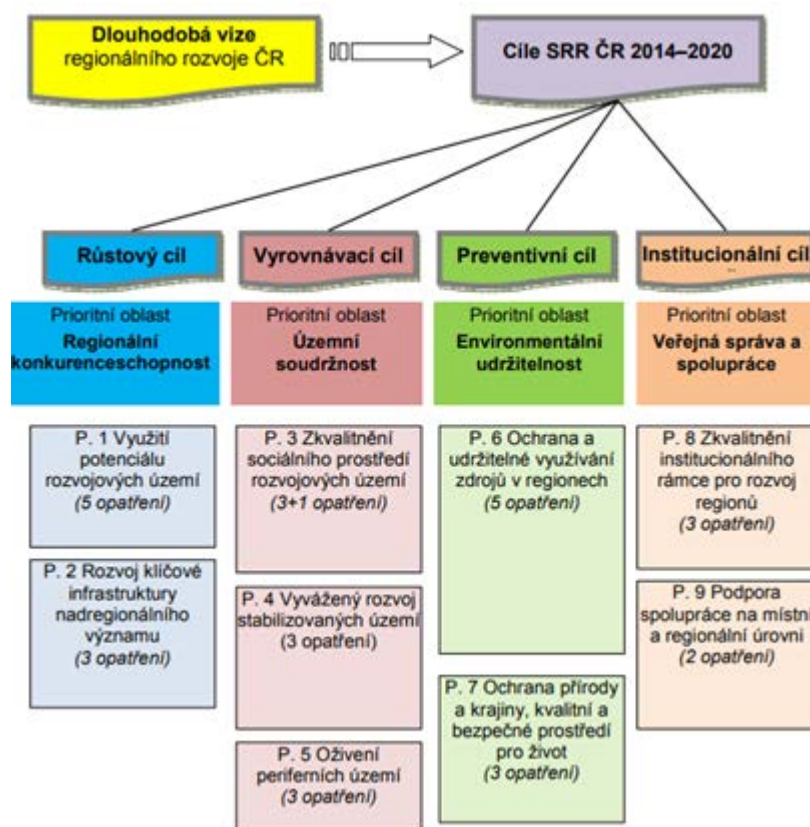 Dlouhodobá vize
regionálního rozvoje ČR
Cíle SRR ČR 2014–2020
Růstový cíl
Vyrovnávací cíl
Preventivní cíl
Institucionální cíl
Prioritní oblast
Regionální
konkurenceschopnost
Prioritní oblast
Územní
soudržnost
Prioritní oblast
Environmentální
udržitelnost
Prioritní oblast
Veřejná správa a
spolupráce
P. 1 Využití
potenciálu
rozvojových území
(5 opatření)
P. 2 Rozvoj klíčové
infrastruktury
nadregionálního
významu
(3 opatření)
P. 3 Zkvalitnění
sociálního prostředí
rozvojových území
(3+1 opatření)
P. 4 Vyvážený rozvoj
stabilizovaných území
(3 opatření)
P. 5 Oživení
periferních území
(3 opatření)
P. 6 Ochrana a
udržitelné využívání
zdrojů v regionech
(5 opatření)
P. 7 Ochrana přírody
a krajiny, kvalitní a
bezpečné prostředí
pro život
(3 opatření)
P. 8 Zkvalitnění
institucionálního
rámce pro rozvoj
regionů
(3 opatření)
P. 9 Podpora
spolupráce na místní
a regionální úrovni
(2 opatření)